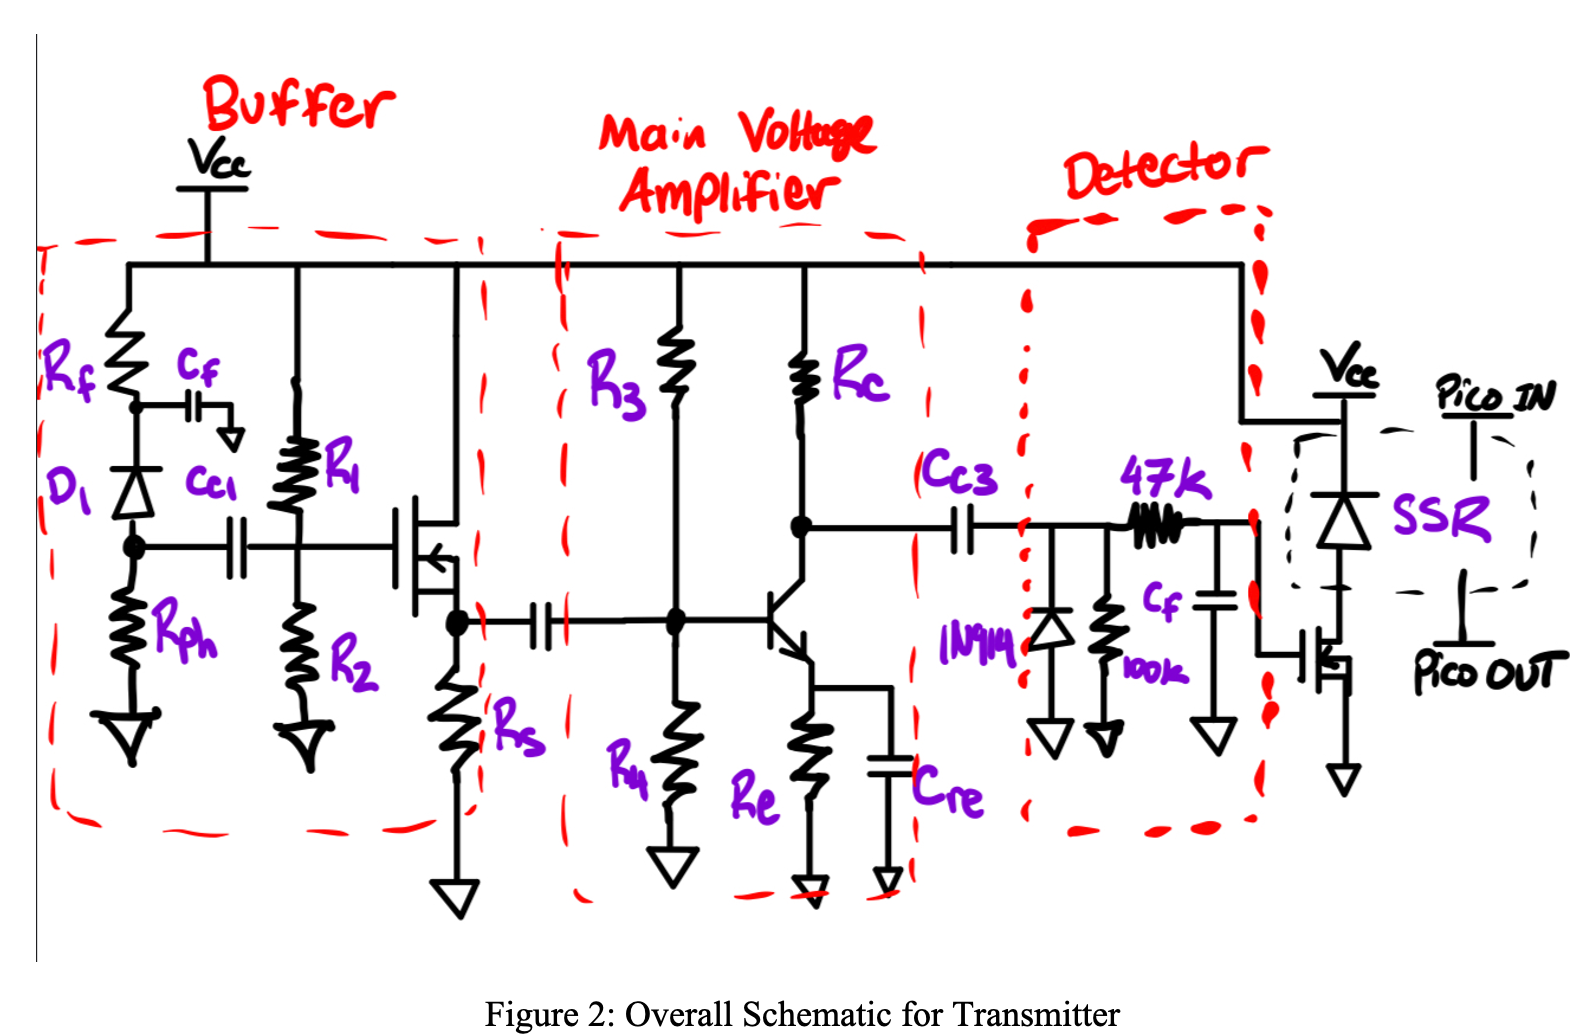 Buffer
Main Voltage
Amplifier
Detector
Vcc
Rf
Cf
D1
Cc1
R1
Rph
R2
Rs
R3
Rc
R4
Re
Cre
Cc3
47k
1N914
100k
Cf
Vcc
Pico IN
SSR
Pico OUT
Figure 2: Overall Schematic for Transmitter